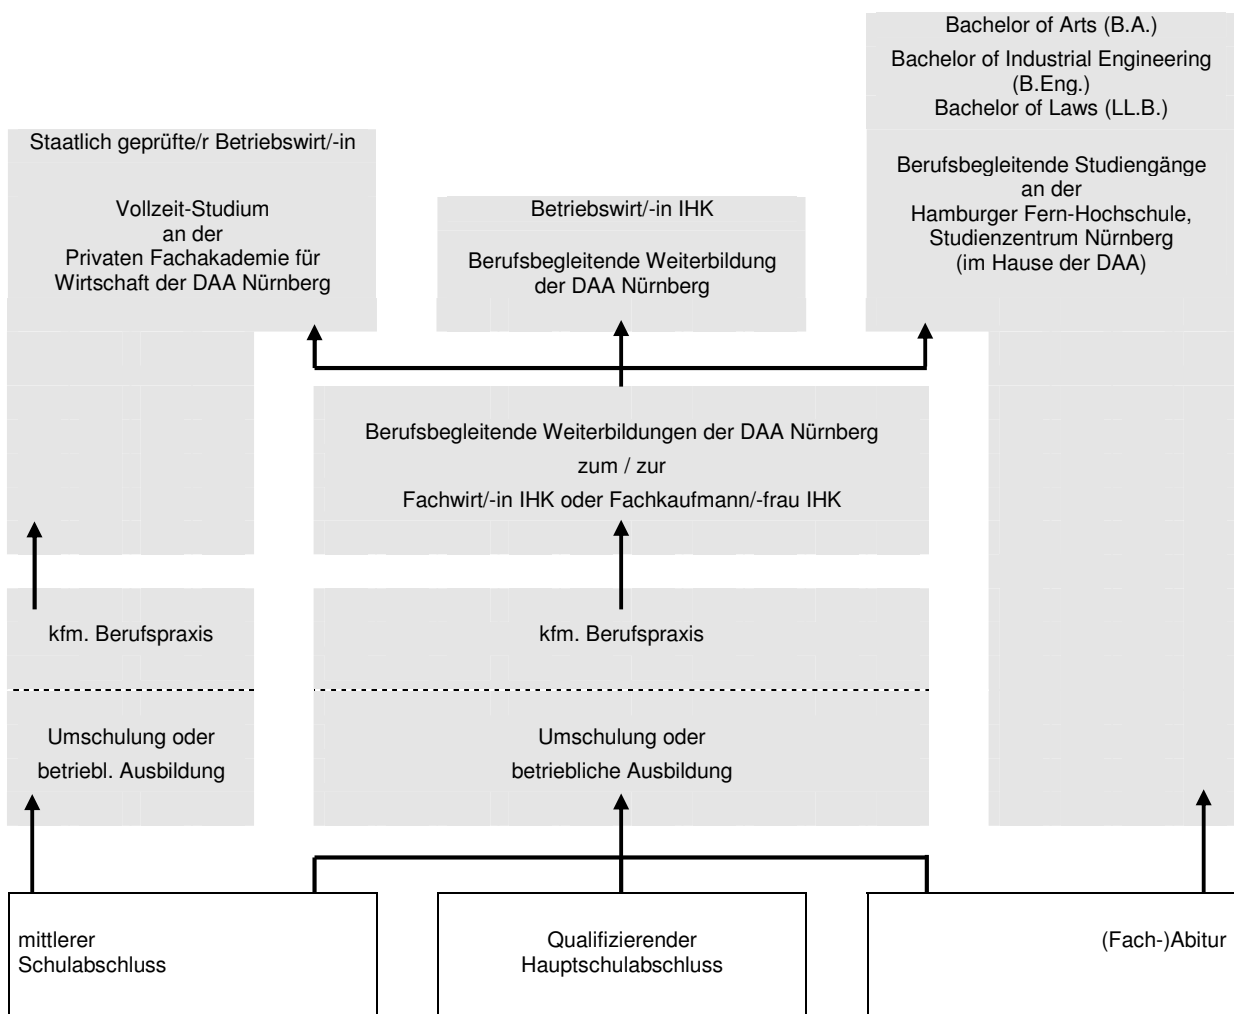 Bachelor of Arts (B.A.)
Bachelor of Industrial Engineering
(B.Eng.)
Bachelor of Laws (LL.B.)
Berufsbegleitende Studiengänge
an der
Hamburger Fern-Hochschule,
Studienzentrum Nürnberg
(im Hause der DAA)
Staatlich geprüfte/r Betriebswirt/-in
Vollzeit-Studium
an der
Privaten Fachakademie für
Wirtschaft der DAA Nürnberg
Betriebswirt/-in IHK
Berufsbegleitende Weiterbildung
der DAA Nürnberg
Berufsbegleitende Weiterbildungen der DAA Nürnberg
zum / zur
Fachwirt/-in IHK oder Fachkaufmann/-frau IHK
kfm. Berufspraxis
Umschulung oder
betriebl. Ausbildung
kfm. Berufspraxis
Umschulung oder
betriebliche Ausbildung
mittlerer
Schulabschluss
Qualifizierender
Hauptschulabschluss
(Fach-)Abitur